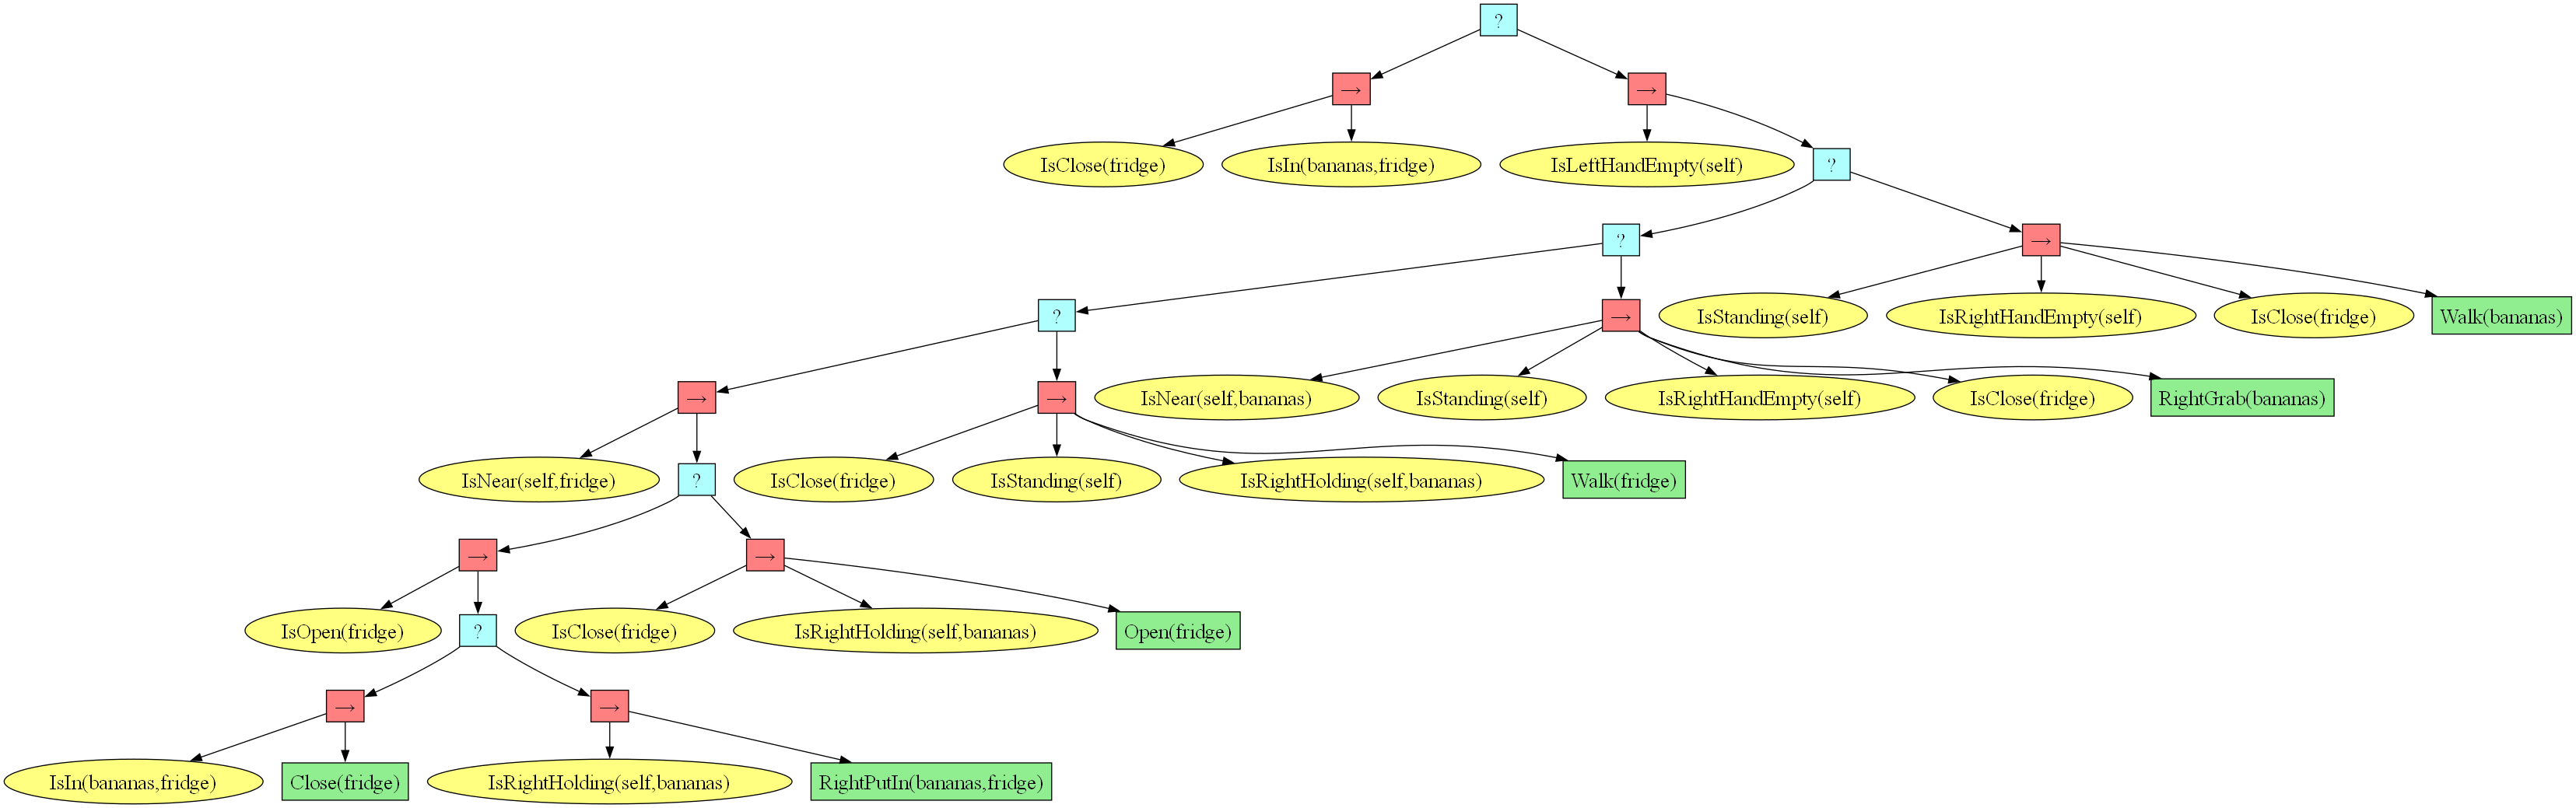 ?
→
→
IsClose(fridge)
IsIn(bananas,fridge)
IsLeftHandEmpty(self)
?
?
→
?
→
IsStanding(self)
IsRightHandEmpty(self)
IsClose(fridge)
Walk(bananas)
→
→
IsNear(self,bananas)
IsStanding(self)
IsRightHandEmpty(self)
IsClose(fridge)
RightGrab(bananas)
IsNear(self,fridge)
?
IsClose(fridge)
IsStanding(self)
IsRightHolding(self,bananas)
Walk(fridge)
→
→
IsOpen(fridge)
?
IsClose(fridge)
IsRightHolding(self,bananas)
Open(fridge)
→
→
IsIn(bananas,fridge)
Close(fridge)
IsRightHolding(self,bananas)
RightPutIn(bananas,fridge)